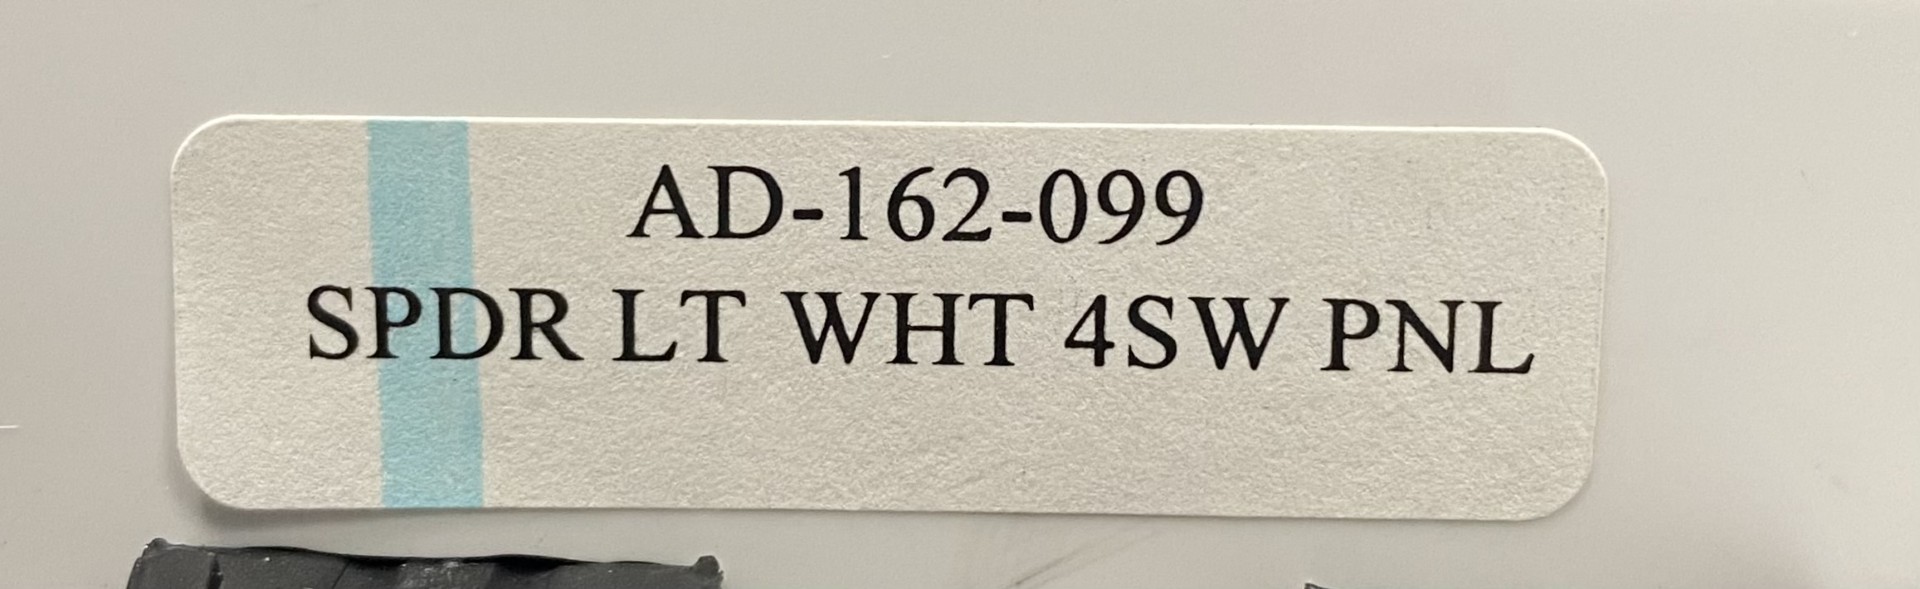 AD-162-099
SPDR LT WHT 4SW PNL